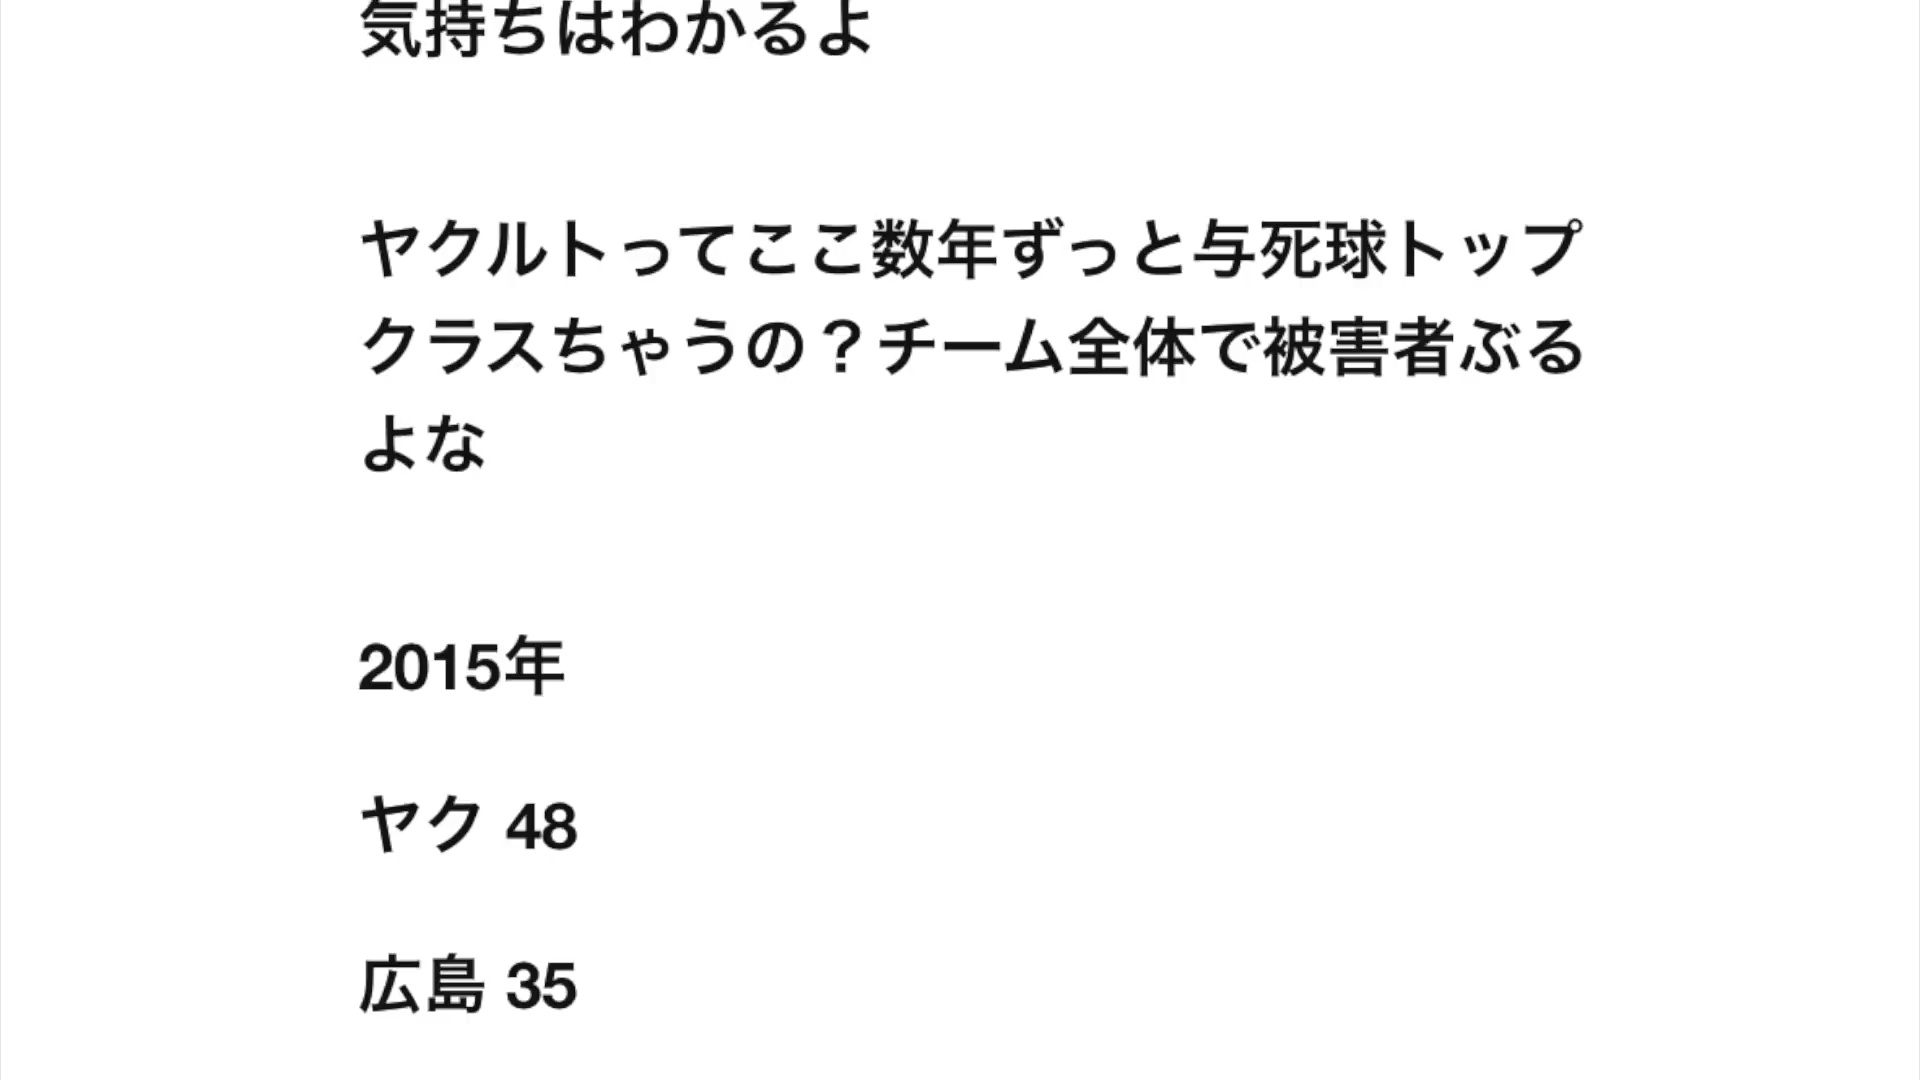 気持ちはわかるよ
ヤクルトってここ数年ずっと与死球トップ
クラスちゃうの？チーム全体で被害者ぶる
よな
2015年
ヤク 48
広島 35